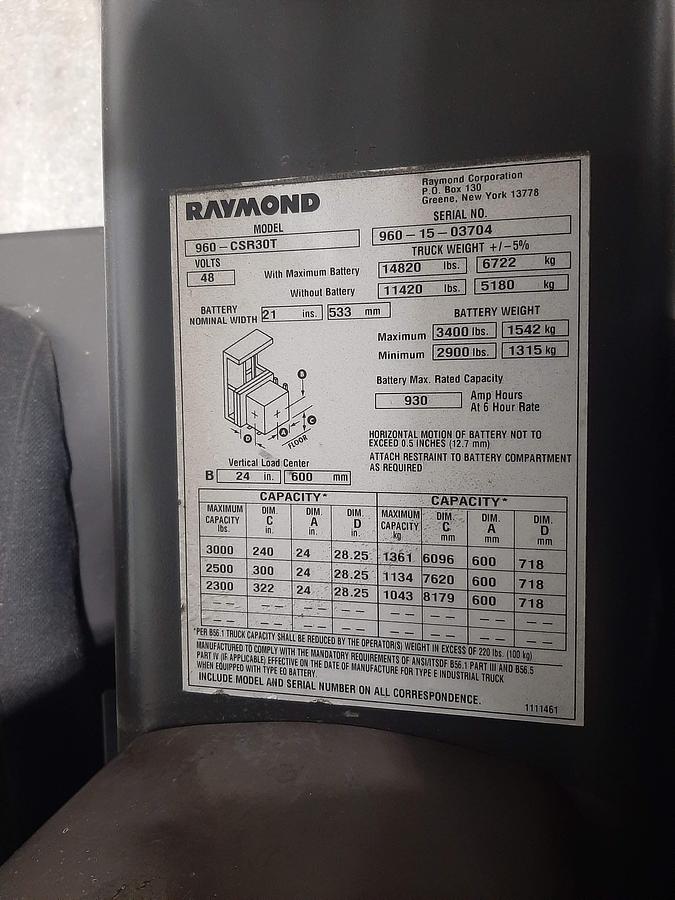 RAYMOND
Raymond Corporation
P.O. Box 130
Greene, New York 13778
MODEL
960 – CSR30T
SERIAL NO.
960 – 15 – 03704
VOLTS
48
TRUCK WEIGHT +/–5%
With Maximum Battery 14820 lbs. 6722 kg
Without Battery 11420 lbs. 5180 kg
BATTERY
NOMINAL WIDTH 21 ins. 533 mm
BATTERY WEIGHT
Maximum 3400 lbs. 1542 kg
Minimum 2900 lbs. 1315 kg
Battery Max. Rated Capacity
930 Amp Hours
At 6 Hour Rate
B
A
C
D
FLOOR
HORIZONTAL MOTION OF BATTERY NOT TO
EXCEED 0.5 INCHES (12.7 mm)
ATTACH RESTRAINT TO BATTERY COMPARTMENT
AS REQUIRED
Vertical Load Center
B 24 in. 600 mm
CAPACITY* CAPACITY*
MAXIMUM CAPACITY lbs. DIM. C in. DIM. A in. DIM. D in. MAXIMUM CAPACITY kg DIM. C mm DIM. A mm DIM. D mm
3000 240 24 28.25 1361 6096 600 718
2500 300 24 28.25 1134 7620 600 718
2300 322 24 28.25 1043 8179 600 718
– – – – – – – – – – – – – – – –
– – – – – – – – – – – – – – – –
*PER B56.1 TRUCK CAPACITY SHALL BE REDUCED BY THE OPERATOR(S) WEIGHT IN EXCESS OF 220 lbs. (100 kg)
MANUFACTURED TO COMPLY WITH THE MANDATORY REQUIREMENTS OF ANSI/ITSDF B56.1 PART III AND B56.5
PART IV (IF APPLICABLE) EFFECTIVE ON THE DATE OF MANUFACTURE FOR TYPE E INDUSTRIAL TRUCK
WHEN EQUIPPED WITH TYPE EO BATTERY.
INCLUDE MODEL AND SERIAL NUMBER ON ALL CORRESPONDENCE.
1111461